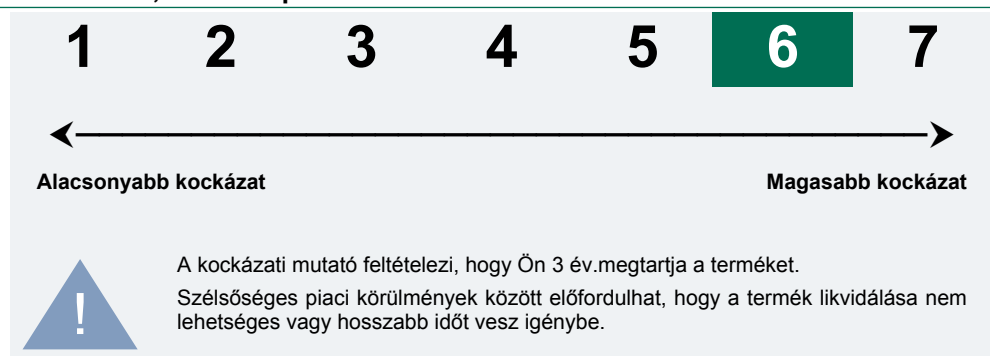 1 2 3 4 5 6 7
Alacsonyabb kockázat Magasabb kockázat
A kockázati mutató feltételezi, hogy Ön 3 év.megtartja a terméket.
Szélsőséges piaci körülmények között előfordulhat, hogy a termék likvidálása nem
lehetséges vagy hosszabb időt vesz igénybe.
!